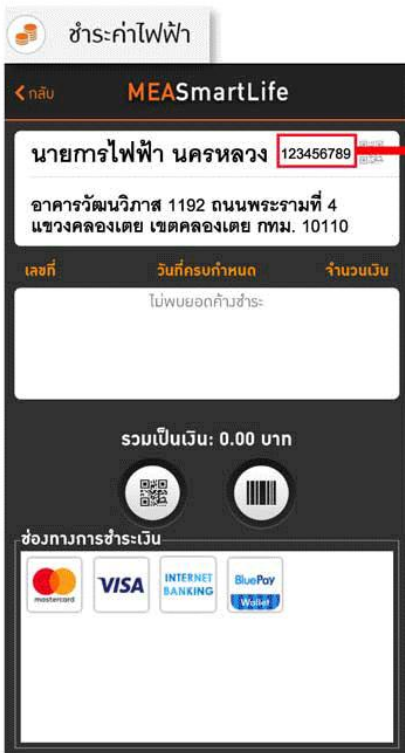 ชำระค่าไฟฟ้า
กลับ MEASmartLife
นายการไฟฟ้า นครหลวง 123456789
อาคารวัฒนวิภาส 1192 ถนนพระรามที่ 4
แขวงคลองเตย เขตคลองเตย กทม. 10110
เลขที่ วันที่ครบกำหนด จำนวนเงิน
ไม่พบยอดค้างชำระ
รวมเป็นเงิน: 0.00 บาท
ช่องทางการชำระเงิน
mastercard VISA INTERNET BANKING BluePay Wallet